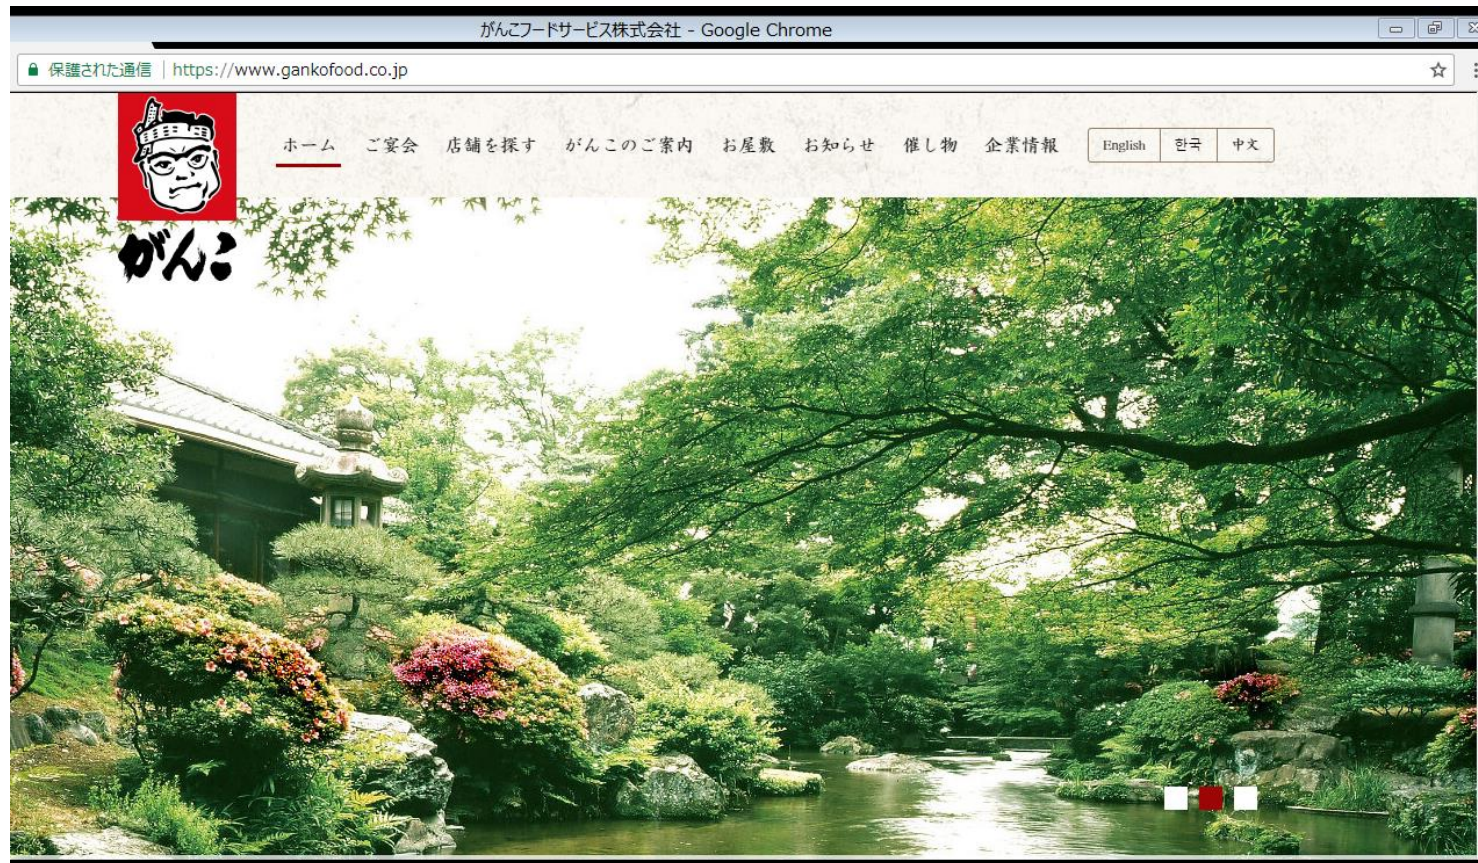 がんこフードサービス株式会社 - Google Chrome
保護された通信 | https://www.gankofood.co.jp
ホーム ご宴会 店舗を探す がんこのご案内 お屋敷 お知らせ 催し物 企業情報 English 한국 中文
がんこ